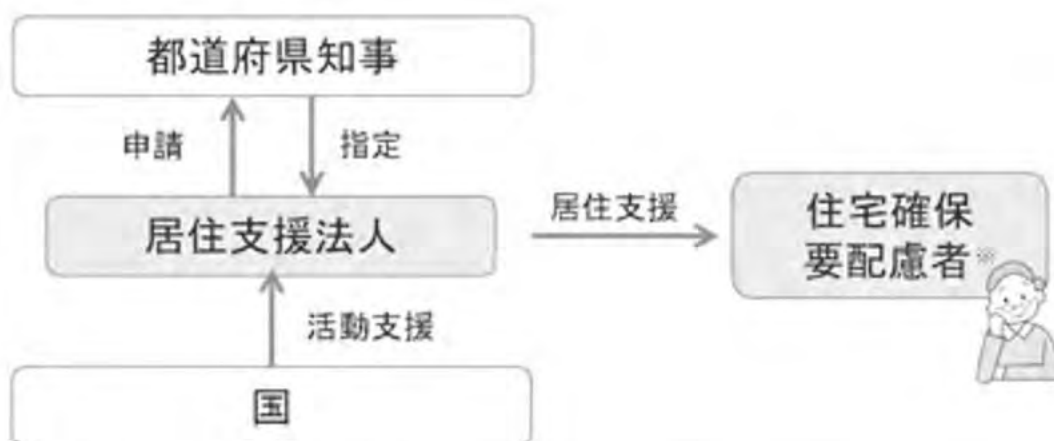 都道府県知事
申請
指定
居住支援法人
居住支援
住宅確保
要配慮者※
活動支援
国